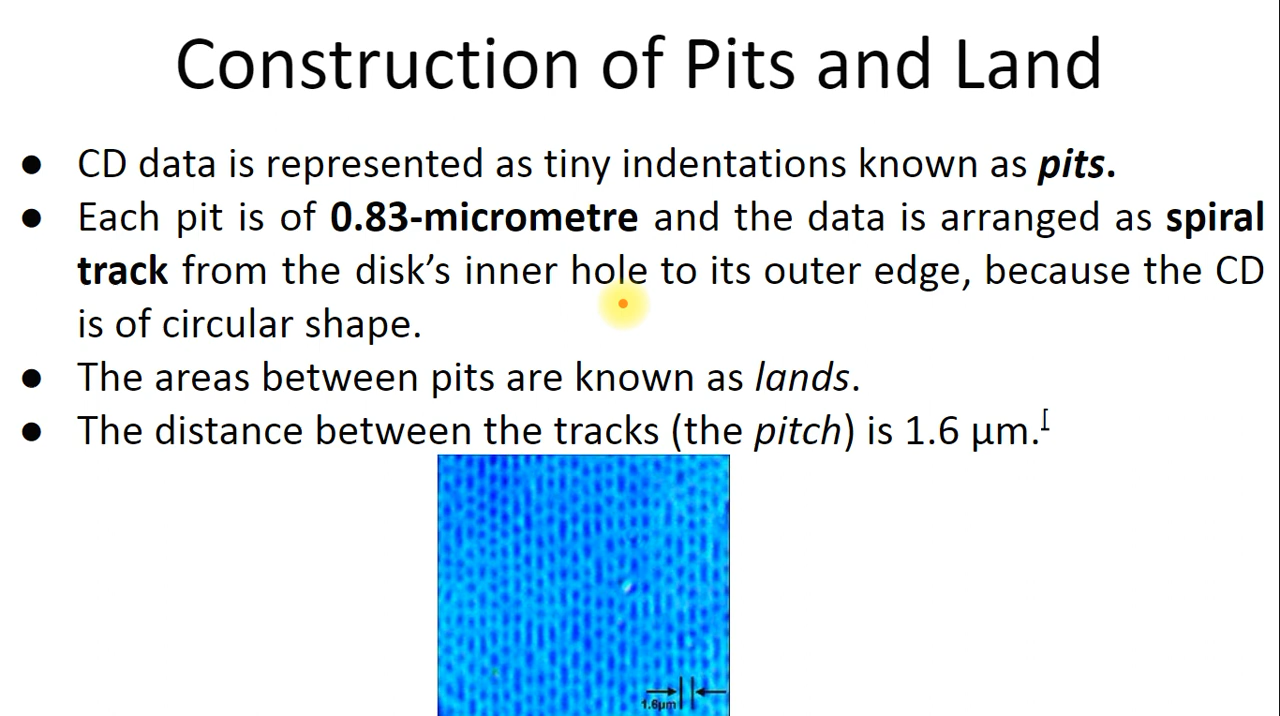 Construction of Pits and Land
● CD data is represented as tiny indentations known as pits.
● Each pit is of 0.83-micrometre and the data is arranged as spiral
track from the disk’s inner hole to its outer edge, because the CD
is of circular shape.
● The areas between pits are known as lands.
● The distance between the tracks (the pitch) is 1.6 μm.[
1.6μm